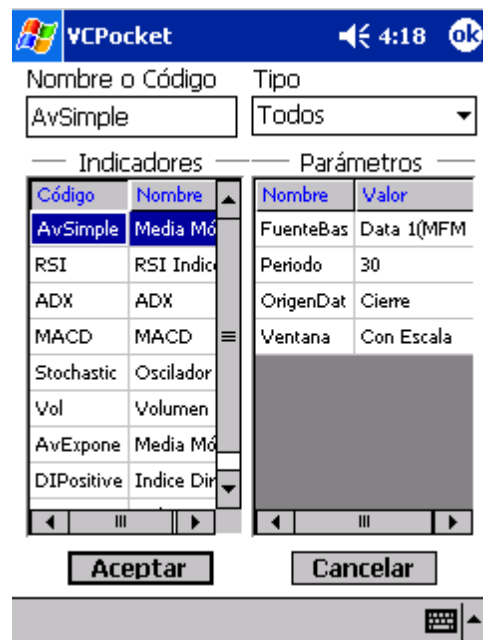 VCPocket 4:18 ok
Nombre o Código Tipo
AvSimple Todos
Indicadores Parámetros
Código Nombre Nombre Valor
AvSimple Media Mó FuenteBas Data 1(MFM
RSI RSI Indic Periodo 30
ADX ADX OrigenDat Cierre
MACD MACD Ventana Con Escala
Stochastic Oscilador
Vol Volumen
AvExpone Media Mó
DIPositive Indice Dir
Aceptar Cancelar